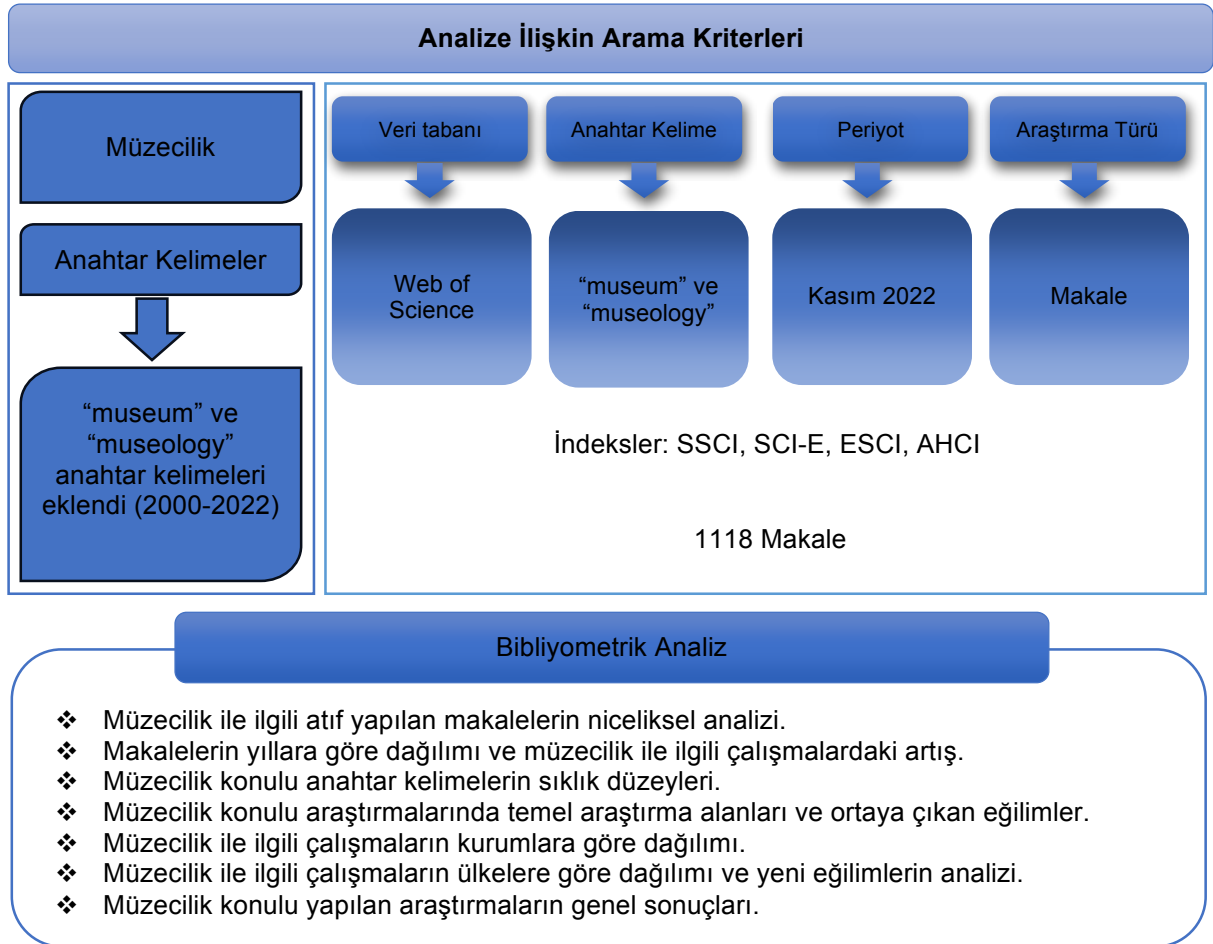 Analize İlişkin Arama Kriterleri
Müzecilik
Anahtar Kelimeler
“museum” ve
“museology”
anahtar kelimeleri
eklendi (2000-2022)
Veri tabanı
Anahtar Kelime
Periyot
Araştırma Türü
Web of
Science
“museum” ve
“museology”
Kasım 2022
Makale
İndeksler: SSCI, SCI-E, ESCI, AHCI
1118 Makale
Bibliyometrik Analiz
❖ Müzecilik ile ilgili atıf yapılan makalelerin niceliksel analizi.
❖ Makalelerin yıllara göre dağılımı ve müzecilik ile ilgili çalışmalardaki artış.
❖ Müzecilik konulu anahtar kelimelerin sıklık düzeyleri.
❖ Müzecilik konulu araştırmalarında temel araştırma alanları ve ortaya çıkan eğilimler.
❖ Müzecilik ile ilgili çalışmaların kurumlara göre dağılımı.
❖ Müzecilik ile ilgili çalışmaların ülkelere göre dağılımı ve yeni eğilimlerin analizi.
❖ Müzecilik konulu yapılan araştırmaların genel sonuçları.